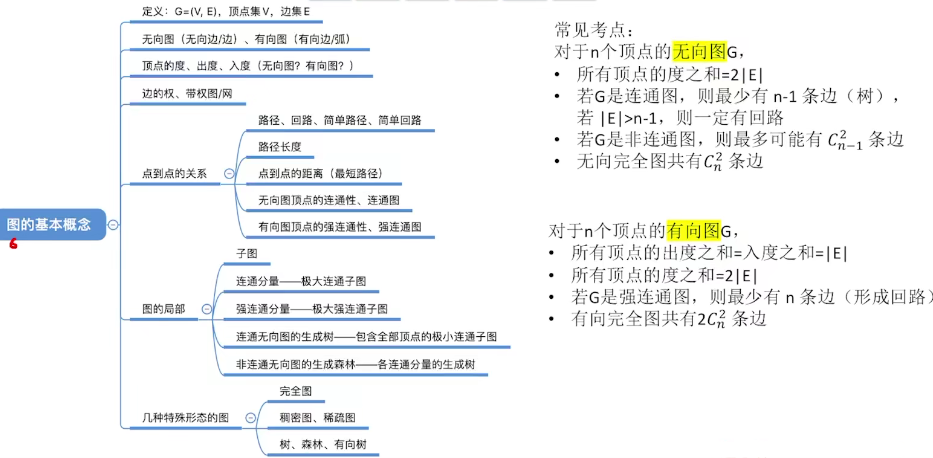 定义：G=(V, E)，顶点集 V，边集 E
无向图（无向边/边）、有向图（有向边/弧）
顶点的度、出度、入度（无向图？有向图？）
边的权、带权图/网
点到点的关系
路径、回路、简单路径、简单回路
路径长度
点到点的距离（最短路径）
无向图顶点的连通性、连通图
有向图顶点的强连通性、强连通图
图的基本概念
6
图的局部
子图
连通分量——极大连通子图
强连通分量——极大强连通子图
连通无向图的生成树——包含全部顶点的极小连通子图
非连通无向图的生成森林——各连通分量的生成树
几种特殊形态的图
完全图
稠密图、稀疏图
树、森林、有向树
常见考点：
对于n个顶点的无向图G，
• 所有顶点的度之和=2|E|
• 若G是连通图，则最少有 n-1 条边（树），
若 |E|>n-1，则一定有回路
• 若G是非连通图，则最多可能有 $C_{n-1}^2$ 条边
• 无向完全图共有$C_n^2$ 条边
对于n个顶点的有向图G，
• 所有顶点的出度之和=入度之和=|E|
• 所有顶点的度之和=2|E|
• 若G是强连通图，则最少有 n 条边（形成回路）
• 有向完全图共有2$C_n^2$ 条边